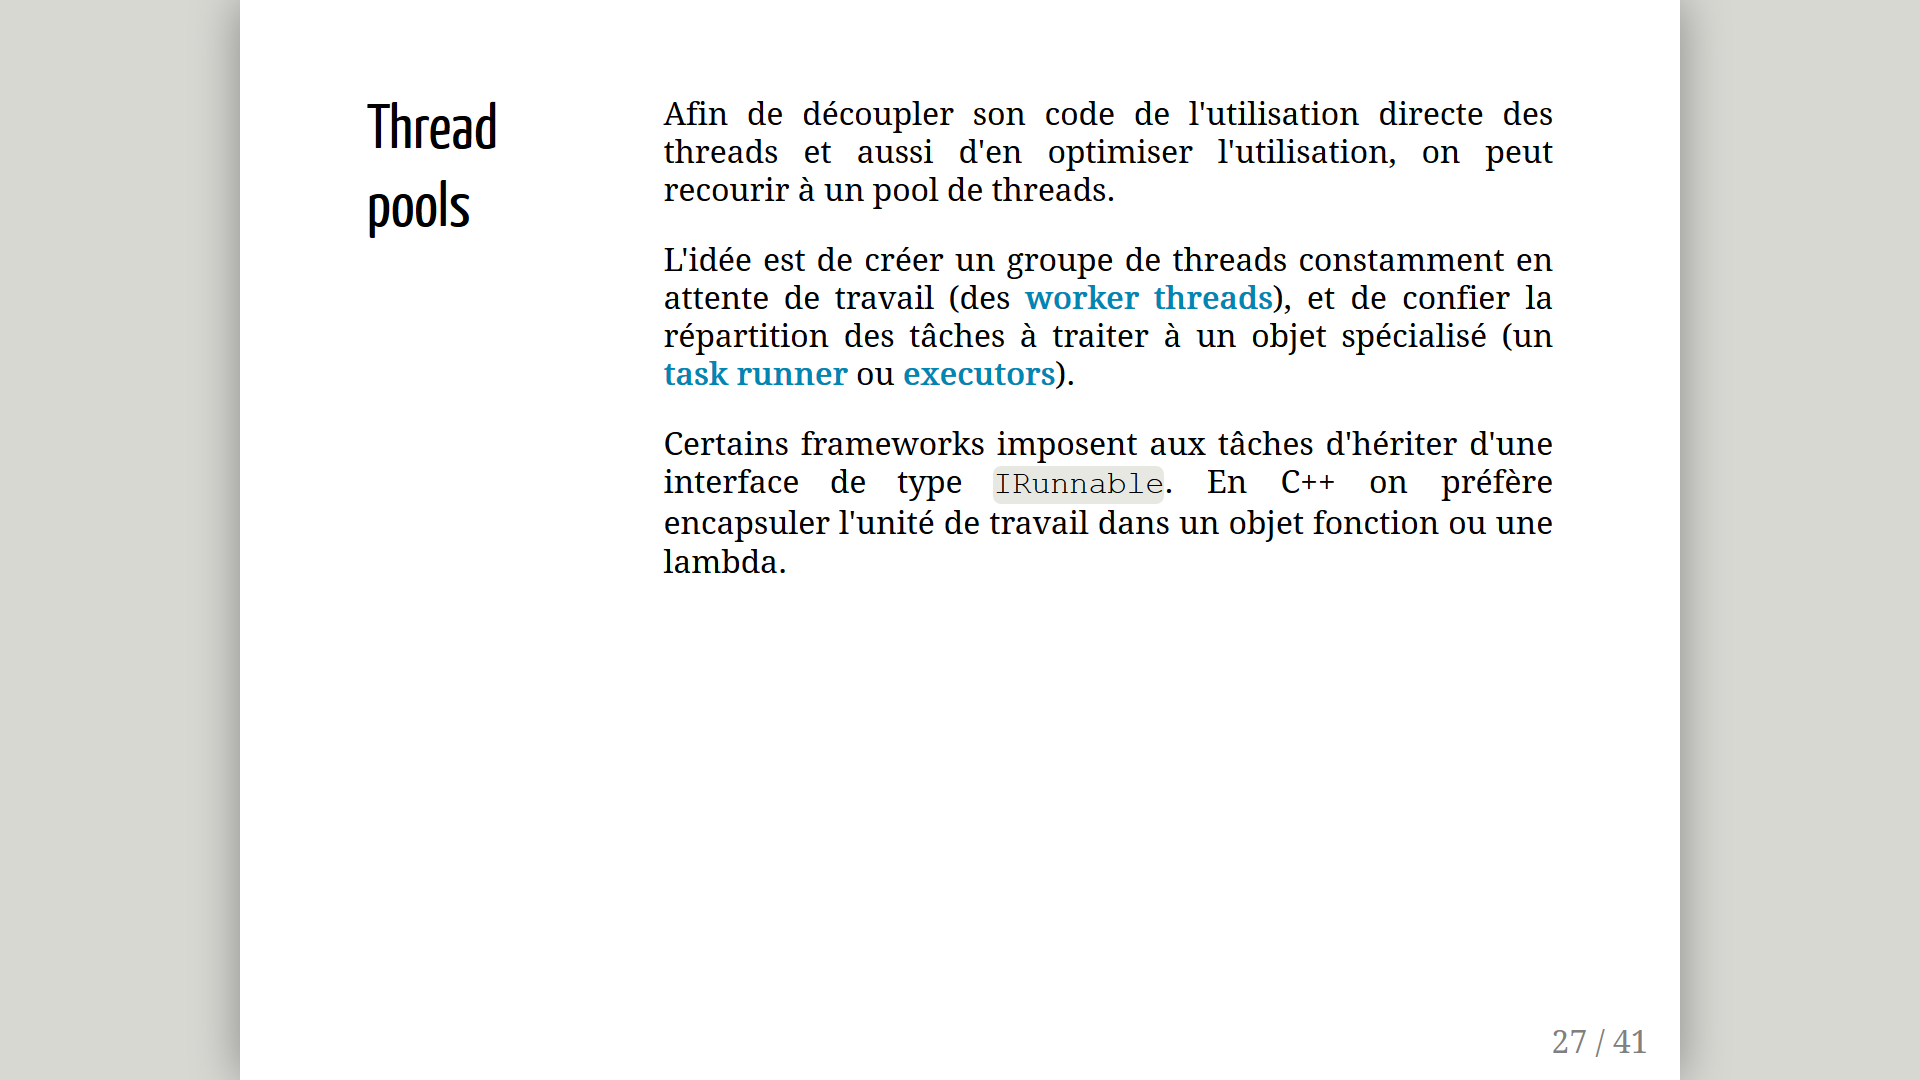 Thread
pools
Afin de découpler son code de l'utilisation directe des
threads et aussi d'en optimiser l'utilisation, on peut
recourir à un pool de threads.
L'idée est de créer un groupe de threads constamment en
attente de travail (des worker threads), et de confier la
répartition des tâches à traiter à un objet spécialisé (un
task runner ou executors).
Certains frameworks imposent aux tâches d'hériter d'une
interface de type IRunnable. En C++ on préfère
encapsuler l'unité de travail dans un objet fonction ou une
lambda.
27 / 41